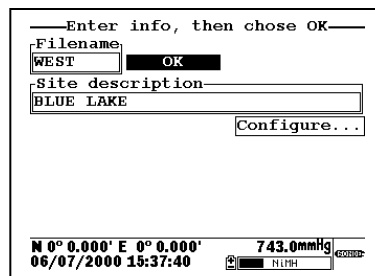 Enter info, then chose OK
Filename
WEST OK
Site description
BLUE LAKE
Configure...
N 0° 0.000' E 0° 0.000' 743.0mmHg
06/07/2000 15:37:40 NiMH